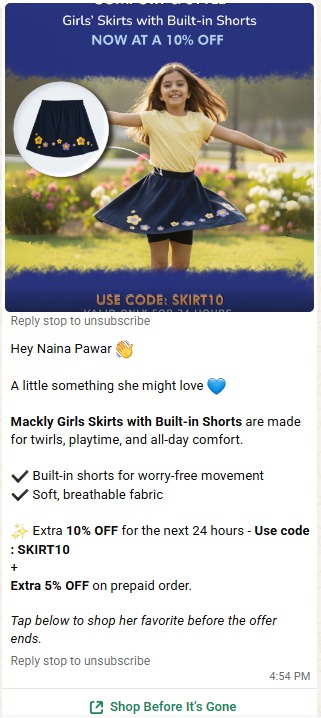 Girls' Skirts with Built-in Shorts
NOW AT A 10% OFF
USE CODE: SKIRT10
Reply stop to unsubscribe
Hey Naina Pawar 👋
A little something she might love 💙
Mackly Girls Skirts with Built-in Shorts are made
for twirls, playtime, and all-day comfort.
✔ Built-in shorts for worry-free movement
✔ Soft, breathable fabric
✨ Extra 10% OFF for the next 24 hours - Use code
: SKIRT10
+
Extra 5% OFF on prepaid order.
Tap below to shop her favorite before the offer
ends.
Reply stop to unsubscribe
4:54 PM
Shop Before It's Gone